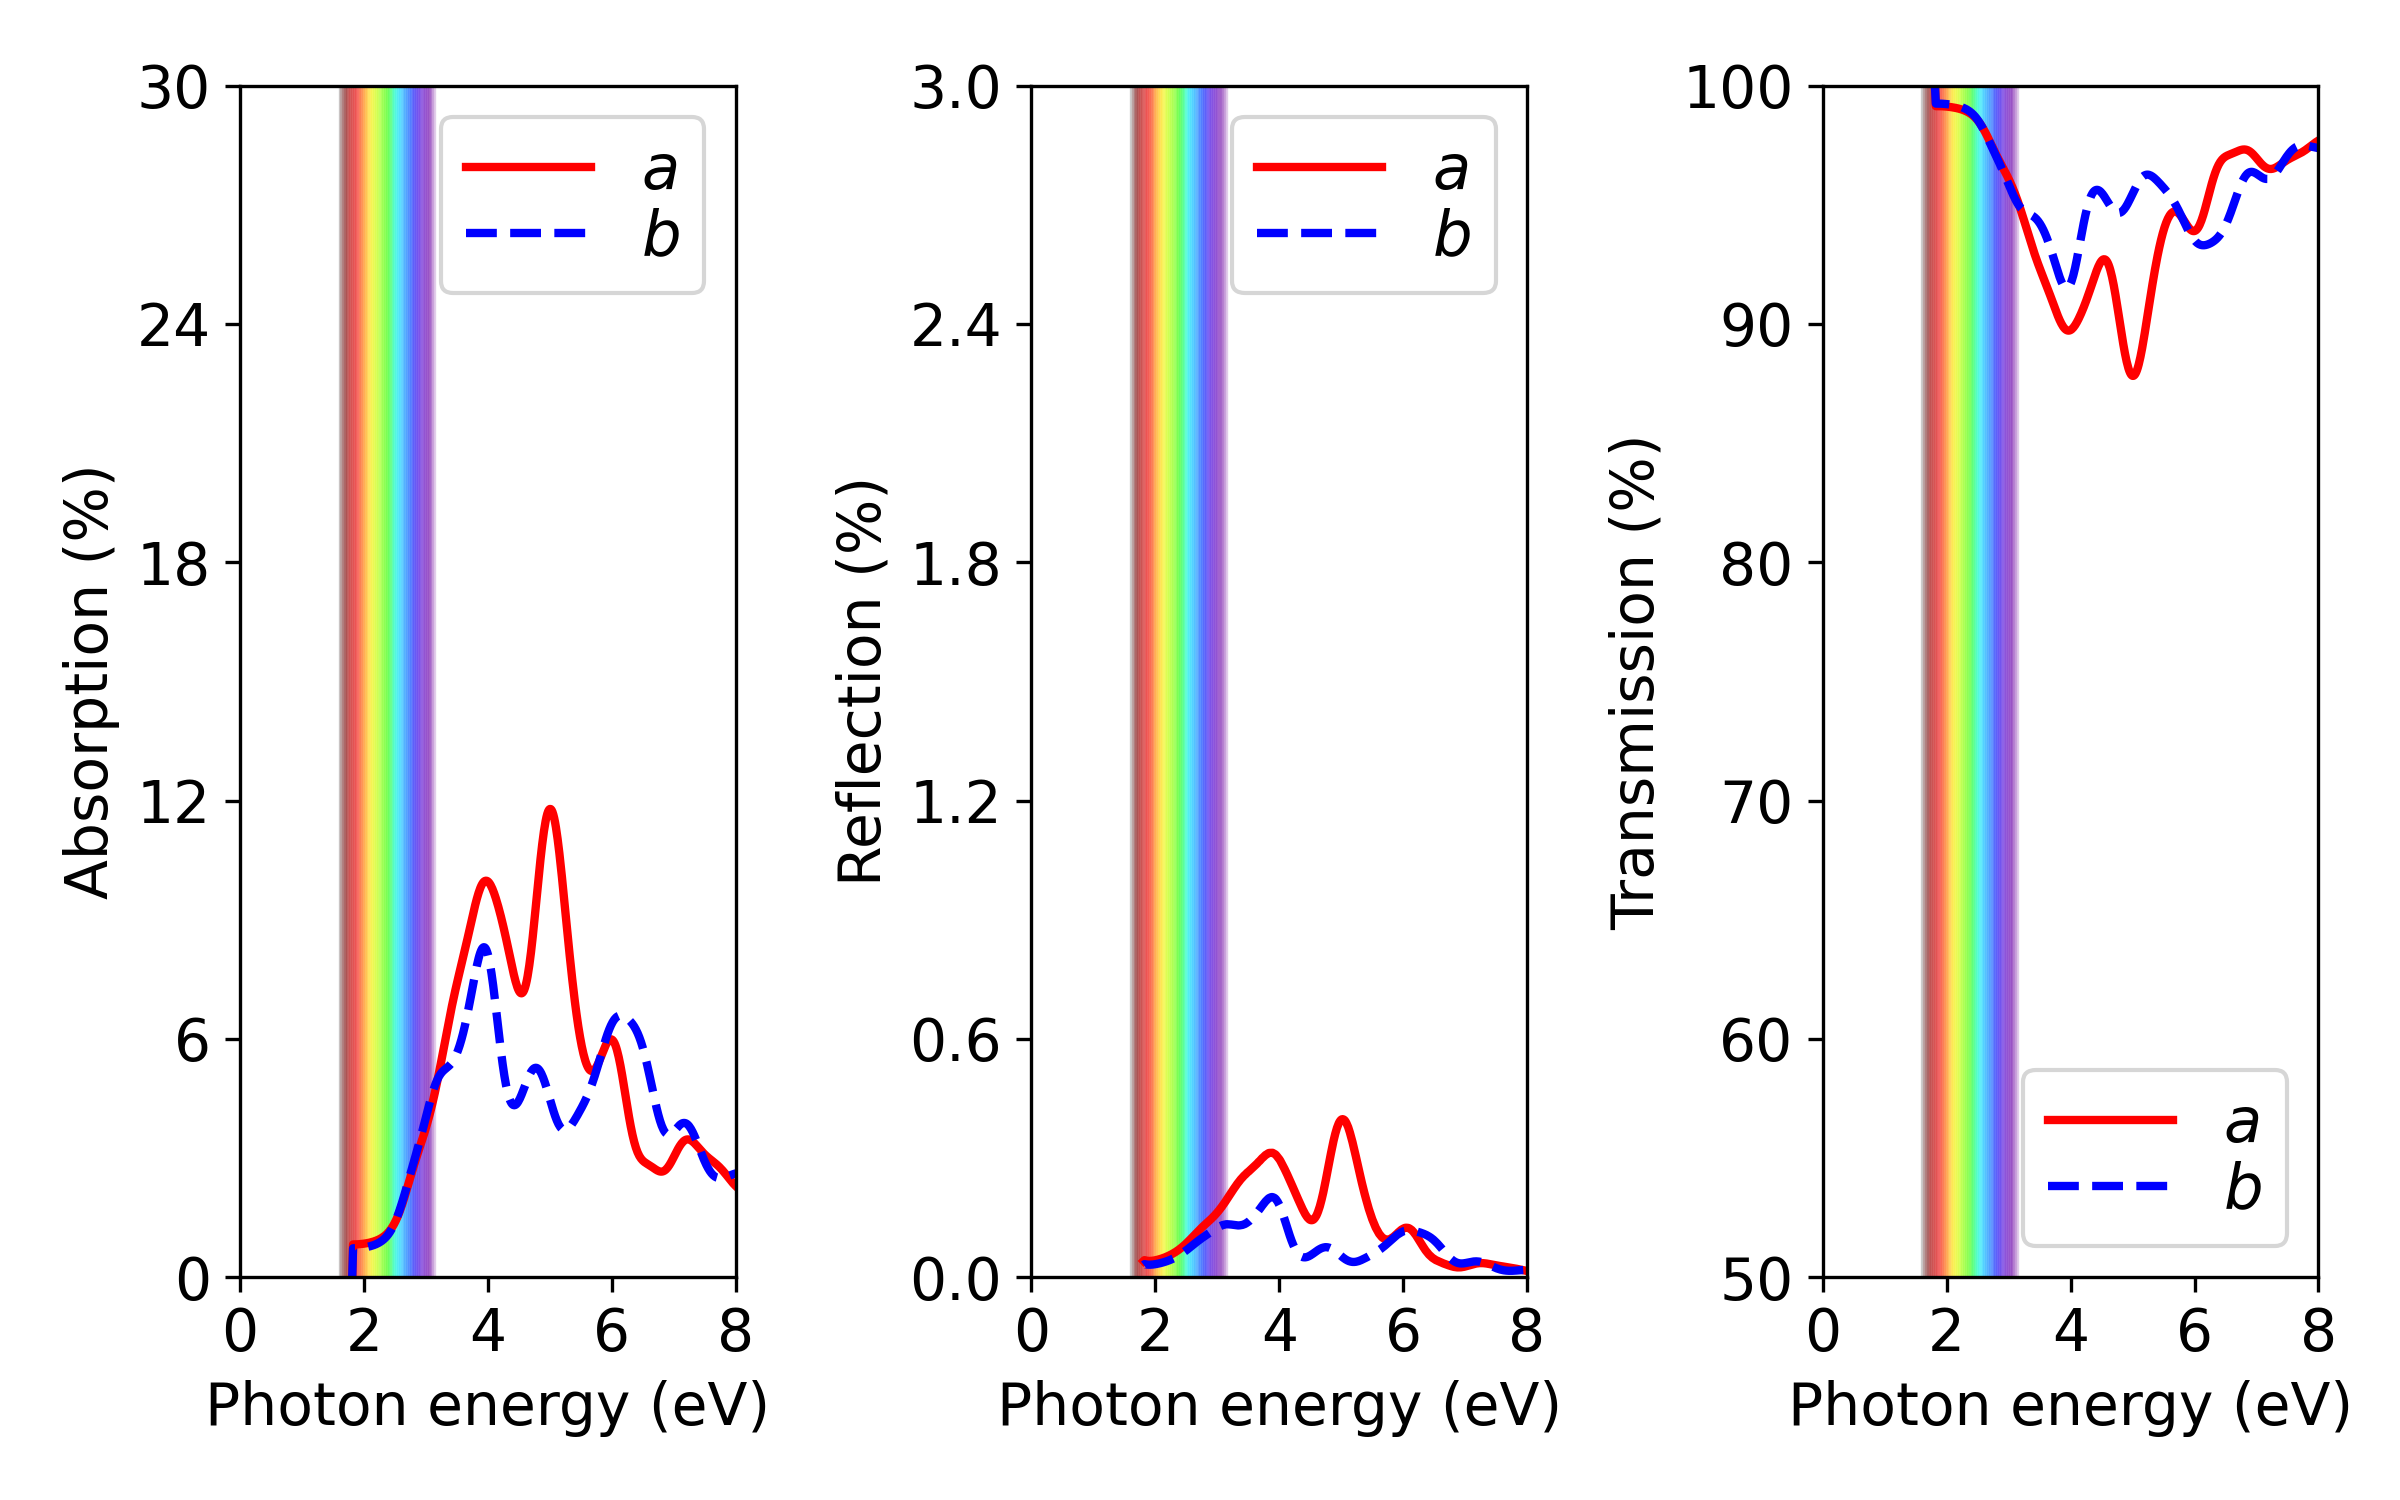 Absorption (%)
30
24
18
12
6
0
0 2 4 6 8
Photon energy (eV)
a
b
Reflection (%)
3.0
2.4
1.8
1.2
0.6
0.0
0 2 4 6 8
Photon energy (eV)
a
b
Transmission (%)
100
90
80
70
60
50
0 2 4 6 8
Photon energy (eV)
a
b